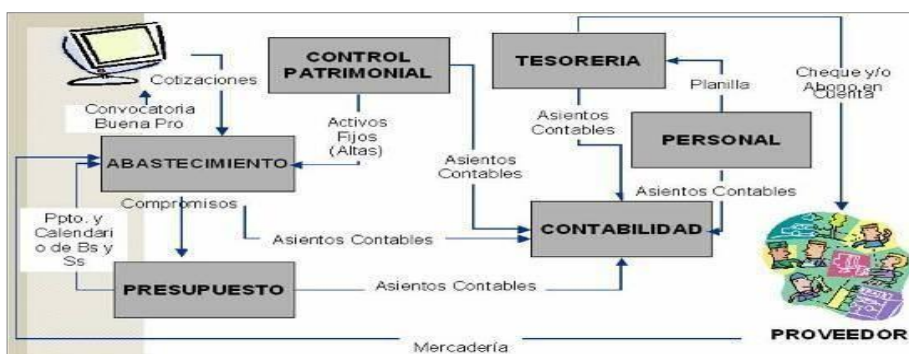 CONTROL
PATRIMONIAL
TESORERIA
Cotizaciones
Planilla
Cheque y/o
Abono en
Cuenta
Convocatoria
Buena Pro
Activos
Fijos
(Altas)
Asientos
Contables
PERSONAL
ABASTECIMIENTO
Asientos
Contables
Asientos Contables
Compromisos
Ppto. y
Calendari
o de Bs y
Ss
Asientos Contables
CONTABILIDAD
PRESUPUESTO
Asientos Contables
PROVEEDOR
Mercadería